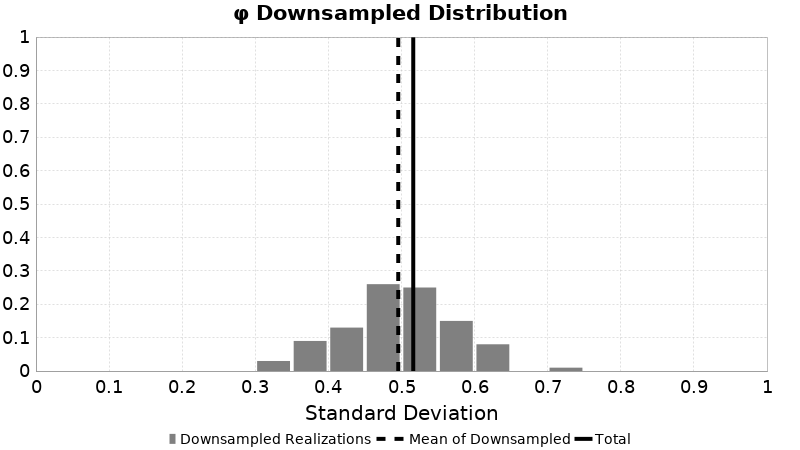 φ Downsampled Distribution
1
0.9
0.8
0.7
0.6
0.5
0.4
0.3
0.2
0.1
0
0 0.1 0.2 0.3 0.4 0.5 0.6 0.7 0.8 0.9 1
Standard Deviation
Downsampled Realizations Mean of Downsampled Total